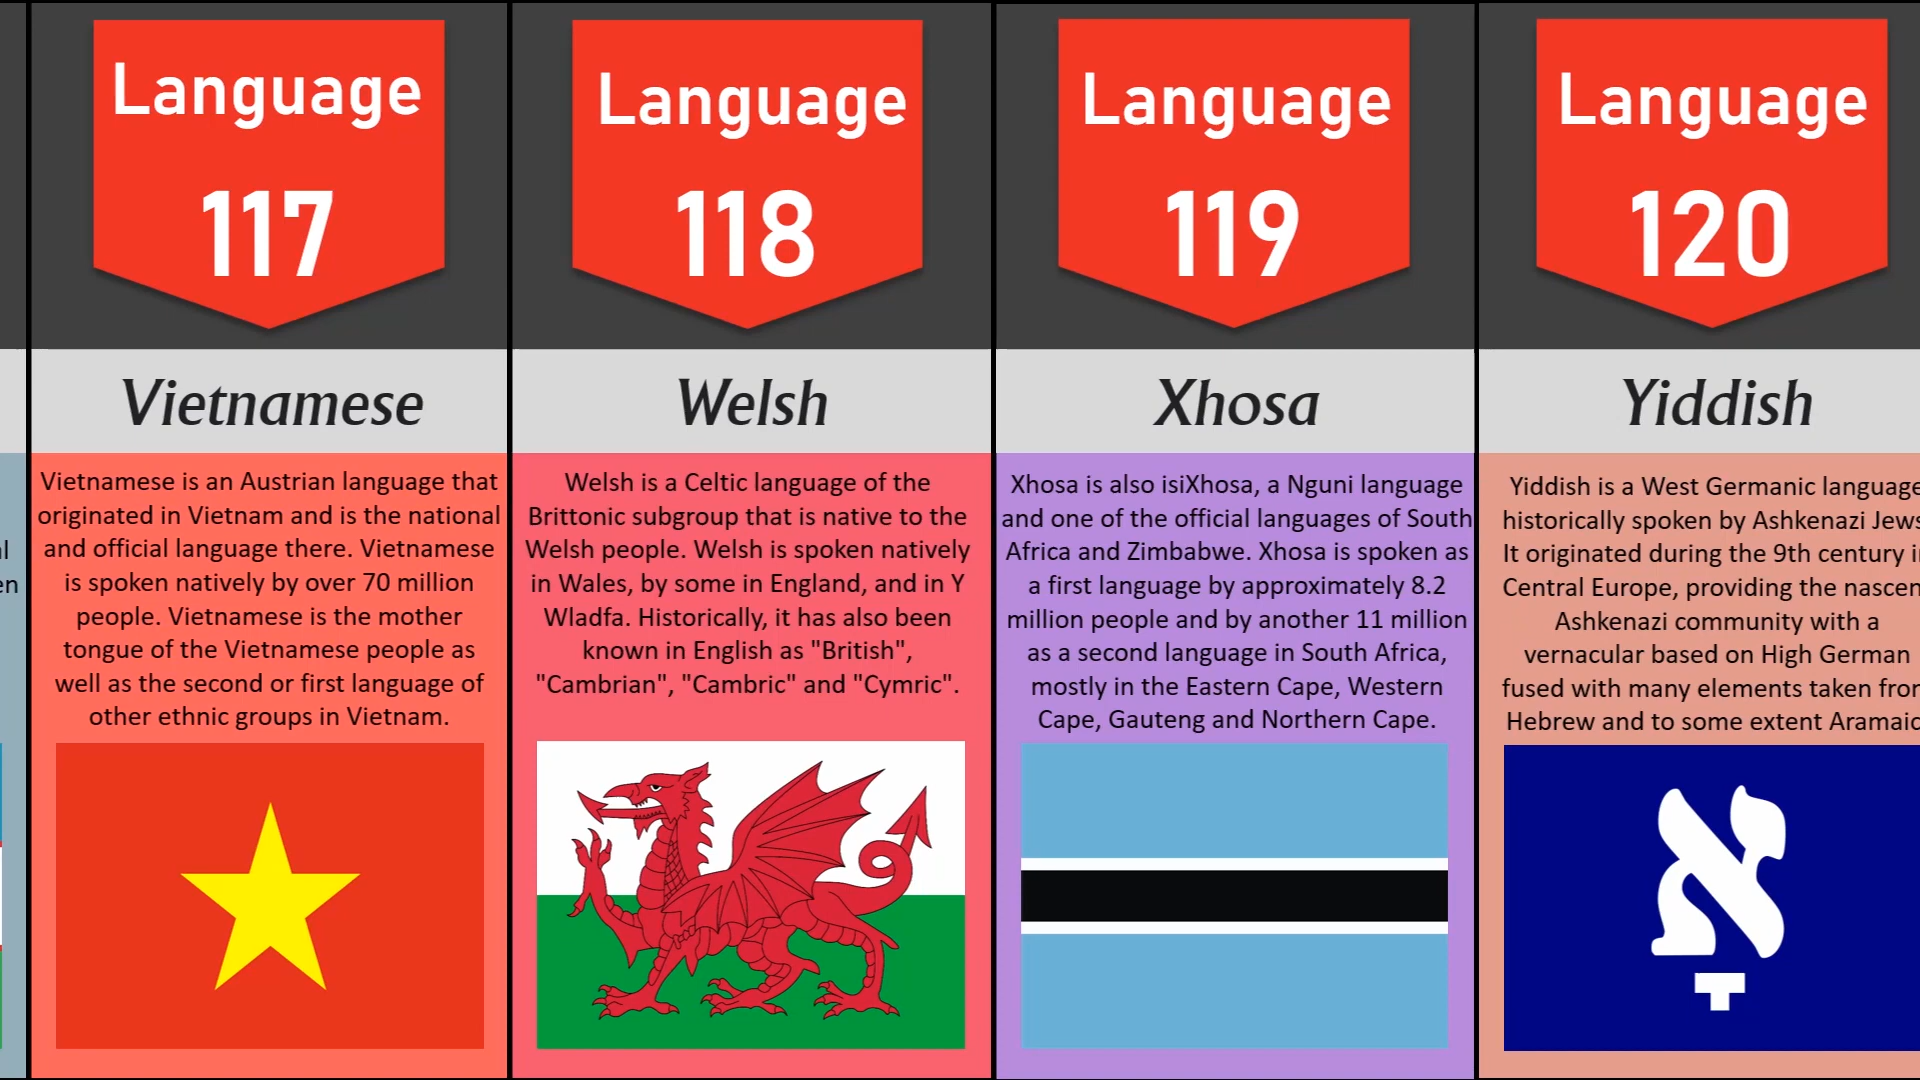 Language
117
Vietnamese
Vietnamese is an Austrian language that
originated in Vietnam and is the national
and official language there. Vietnamese
is spoken natively by over 70 million
people. Vietnamese is the mother
tongue of the Vietnamese people as
well as the second or first language of
other ethnic groups in Vietnam.
Language
118
Welsh
Welsh is a Celtic language of the
Brittonic subgroup that is native to the
Welsh people. Welsh is spoken natively
in Wales, by some in England, and in Y
Wladfa. Historically, it has also been
known in English as "British",
"Cambrian", "Cambric" and "Cymric".
Language
119
Xhosa
Xhosa is also isiXhosa, a Nguni language
and one of the official languages of South
Africa and Zimbabwe. Xhosa is spoken as
a first language by approximately 8.2
million people and by another 11 million
as a second language in South Africa,
mostly in the Eastern Cape, Western
Cape, Gauteng and Northern Cape.
Language
120
Yiddish
Yiddish is a West Germanic language
historically spoken by Ashkenazi Jews
It originated during the 9th century
Central Europe, providing the
Ashkenazi community with a
vernacular based on High German
fused with many elements taken
Hebrew and to some extent Aramaic
אָ